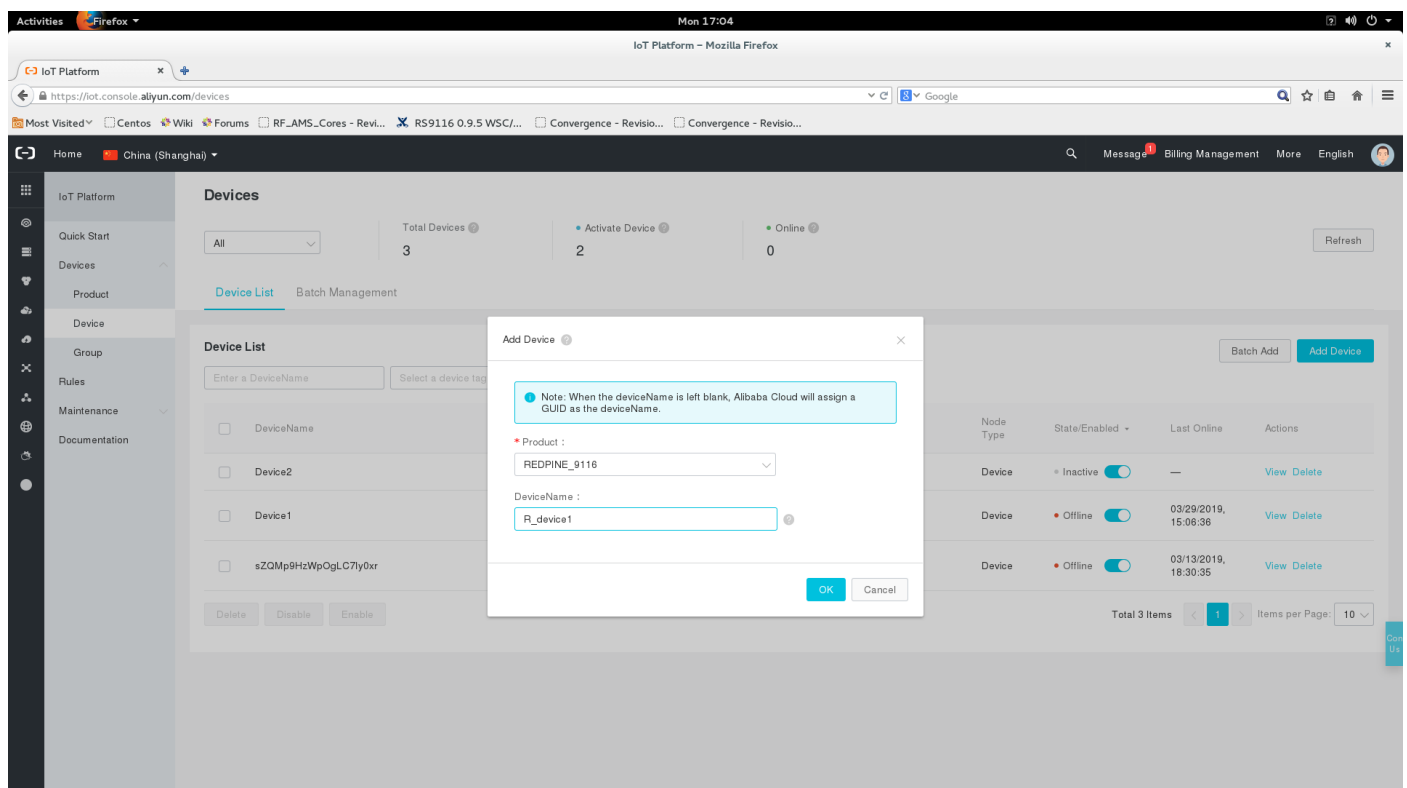 Activities Firefox Mon 17:04
IoT Platform – Mozilla Firefox
IoT Platform
https://iot.console.aliyun.com/devices Google
Most Visited Centos Wiki Forums RF_AMS_Cores - Revi... RS9116 0.9.5 WSC/... Convergence - Revisio... Convergence - Revisio...
Home China (Shanghai) Message 1 Billing Management More English
IoT Platform
Quick Start
Devices
Product
Device
Group
Rules
Maintenance
Documentation
Devices
All
Total Devices
3
Activate Device
2
Online
0
Refresh
Device List Batch Management
Device List
Batch Add Add Device
Enter a DeviceName Select a device tag
DeviceName Node Type State/Enabled Last Online Actions
Device2 Device Inactive — View Delete
Device1 Device Offline 03/29/2019, 15:06:36 View Delete
sZQMp9HzWpOgLC7Iy0xr Device Offline 03/13/2019, 18:30:35 View Delete
Delete Disable Enable
Total 3 Items < 1 > Items per Page: 10
Add Device
Note: When the deviceName is left blank, Alibaba Cloud will assign a
GUID as the deviceName.
* Product :
REDPINE_9116
DeviceName :
R_device1
OK Cancel
Con
Us